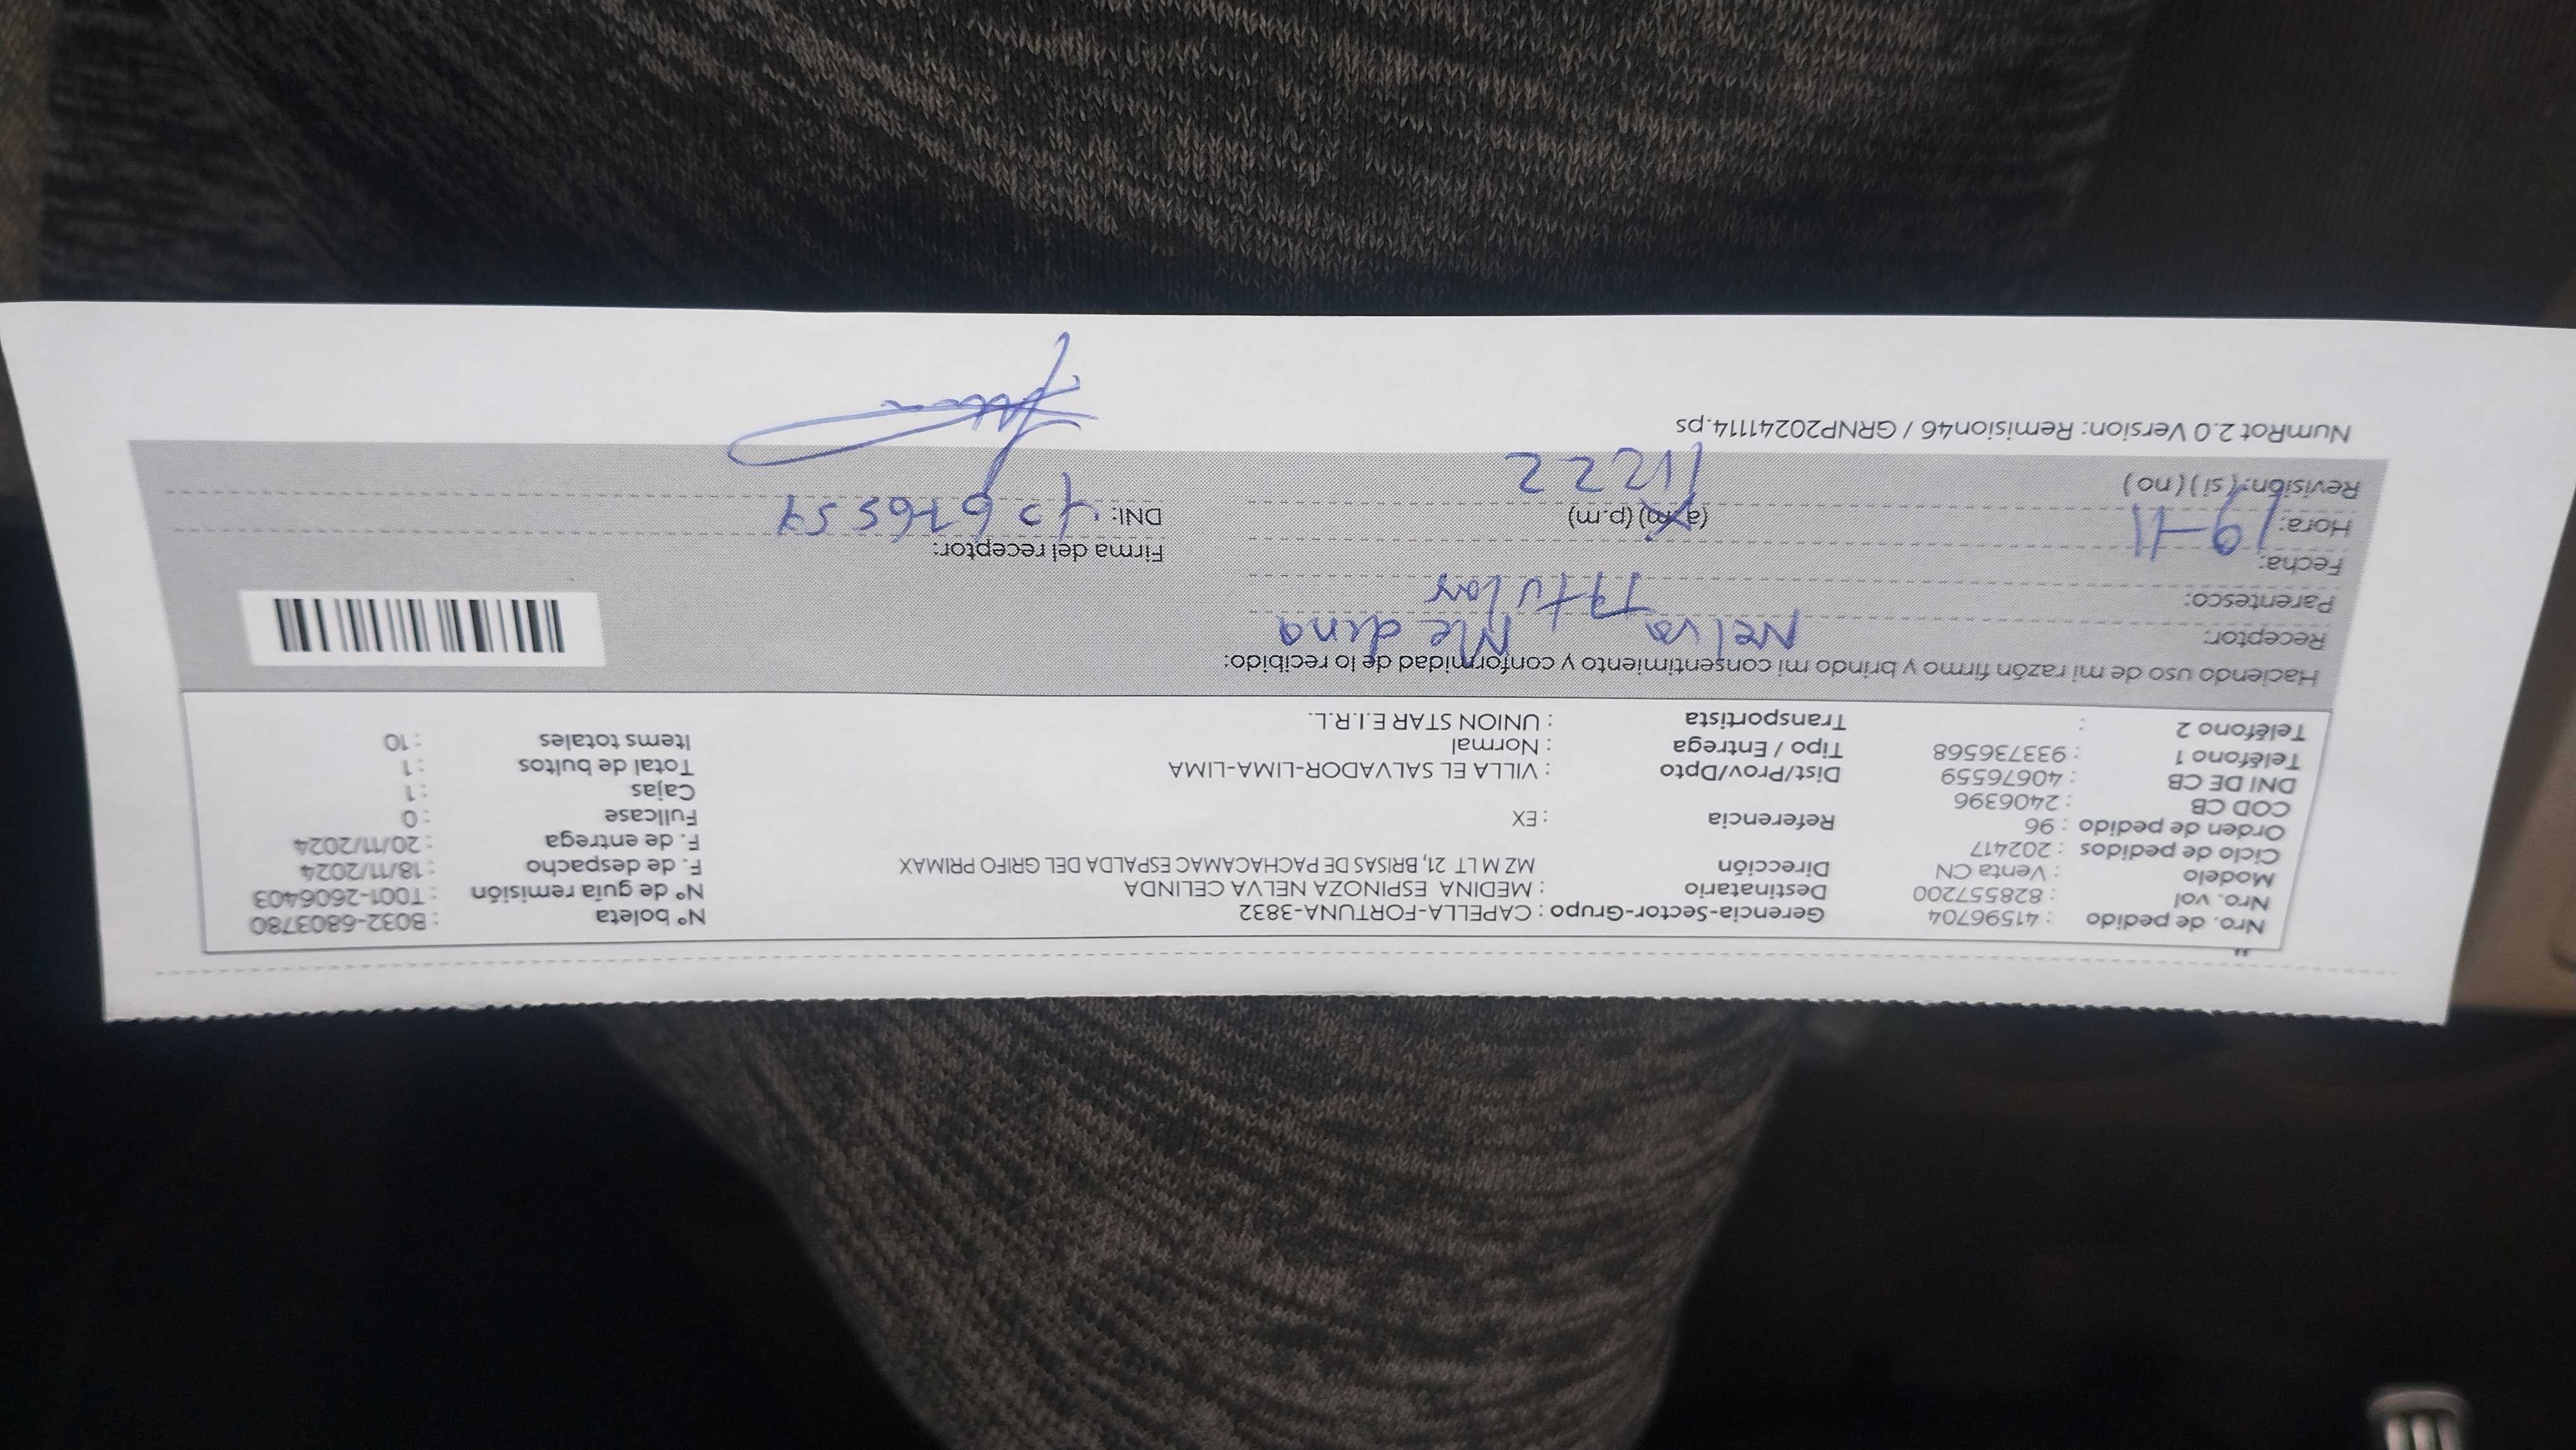 Nro. de pedido : 41596704 Gerencia-Sector-Grupo : CAPELLA-FORTUNA-3832 Nº boleta : B032-6803780
Nro. vol : 828557200 Destinatario : MEDINA ESPINOZA NELVA CELINDA Nº de guía remisión : T001-2606403
Modelo : Venta CN Dirección MZ M LT 21, BRISAS DE PACHACAMAC ESPALDA DEL GRIFO PRIMAX F. de despacho : 18/11/2024
Ciclo de pedidos : 202417 F. de entrega : 20/11/2024
Orden de pedido : 96 Referencia : EX Fullcase : 0
COD CB : 2406396 Cajas : 1
DNI DE CB : 40676559 Dist/Prov/Dpto : VILLA EL SALVADOR-LIMA-LIMA Total de bultos : 1
Teléfono 1 : 933736568 Tipo / Entrega : Normal Items totales : 10
Teléfono 2 : Transportista : UNION STAR E.I.R.L.
Haciendo uso de mi razón firmo y brindo mi consentimiento y conformidad de lo recibido:
Receptor: Nelva Medina
Parentesco: Titular
Fecha: 19-11 Firma del receptor:
Hora: (a.m) (p.m) 1222 DNI: 40676559
Revisión: (si) (no)
NumRot 2.0 Version: Remision46 / GRNP20241114.ps